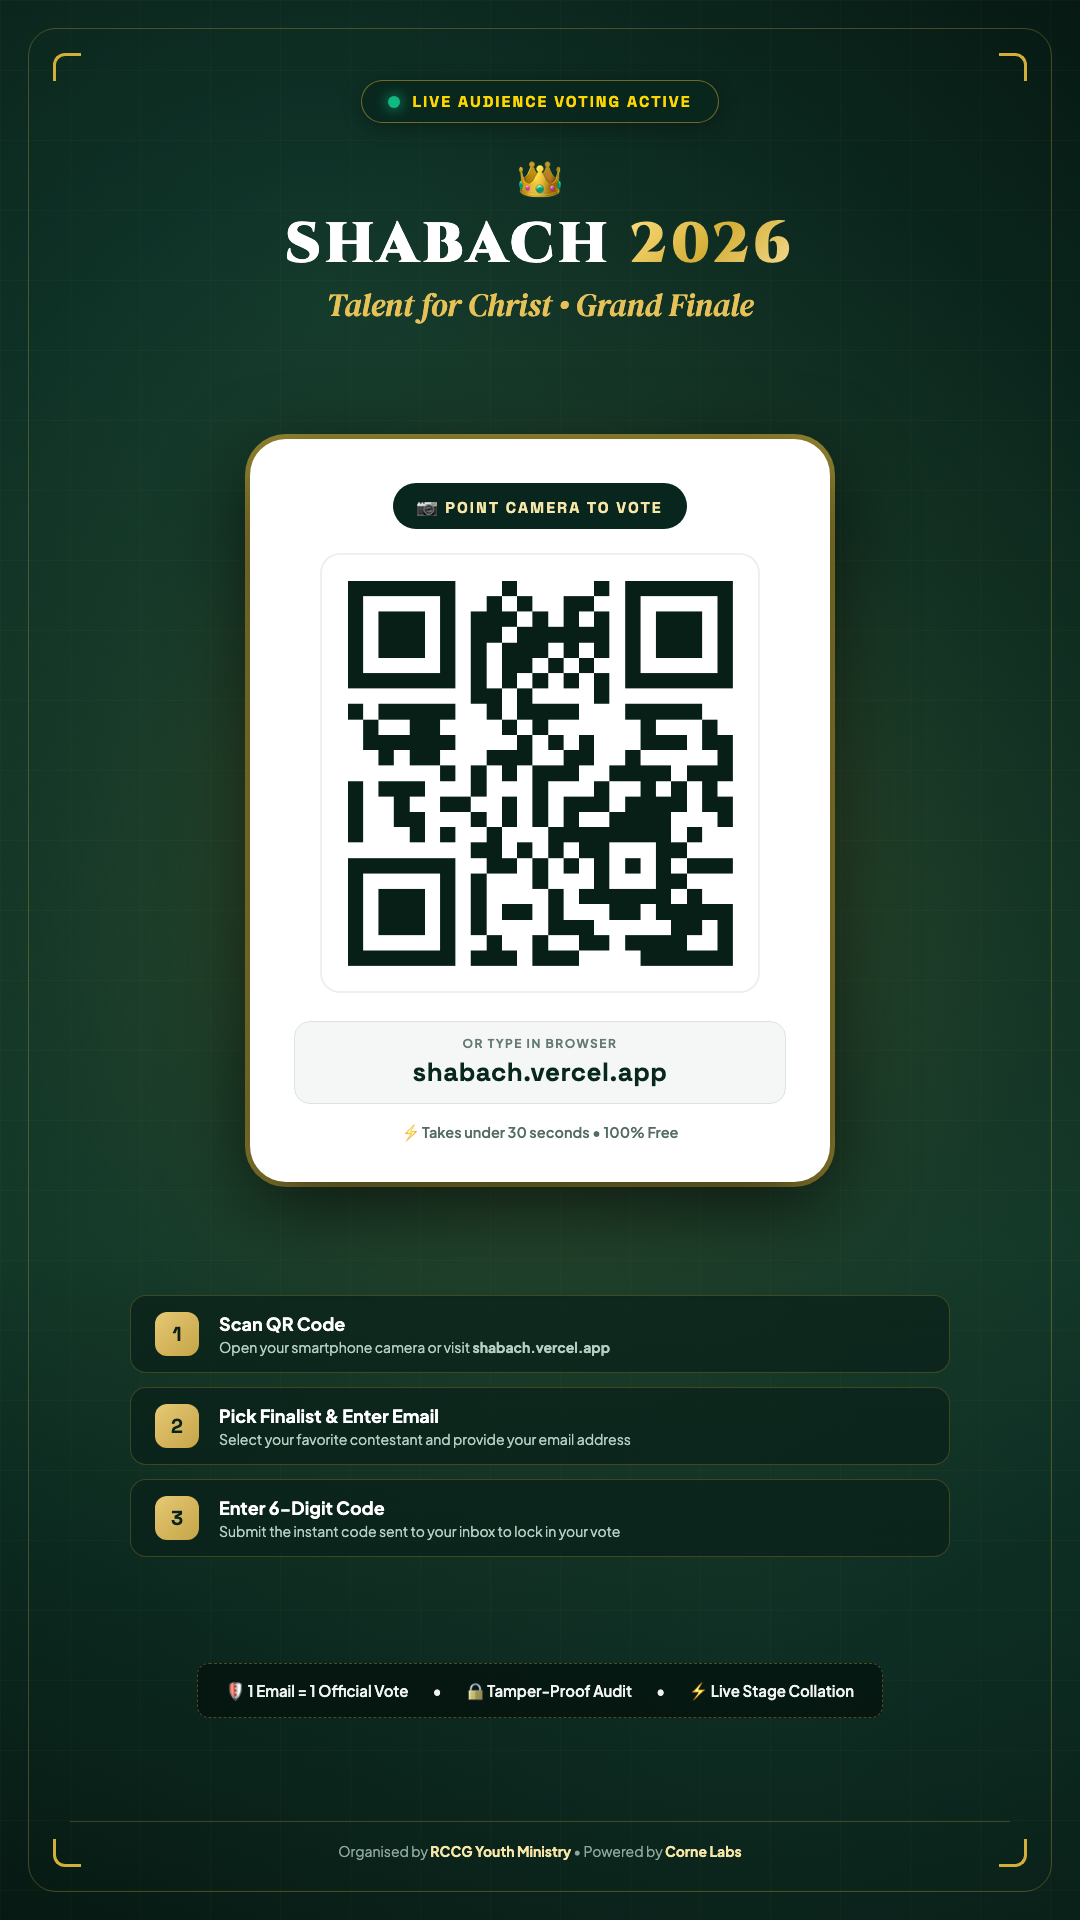 LIVE AUDIENCE VOTING ACTIVE
SHABACH 2026
Talent for Christ • Grand Finale
POINT CAMERA TO VOTE
OR TYPE IN BROWSER
shabach.vercel.app
⚡ Takes under 30 seconds • 100% Free
1
Scan QR Code
Open your smartphone camera or visit shabach.vercel.app
2
Pick Finalist & Enter Email
Select your favorite contestant and provide your email address
3
Enter 6-Digit Code
Submit the instant code sent to your inbox to lock in your vote
1 Email = 1 Official Vote • Tamper-Proof Audit • ⚡ Live Stage Collation
Organised by RCCG Youth Ministry • Powered by Corne Labs